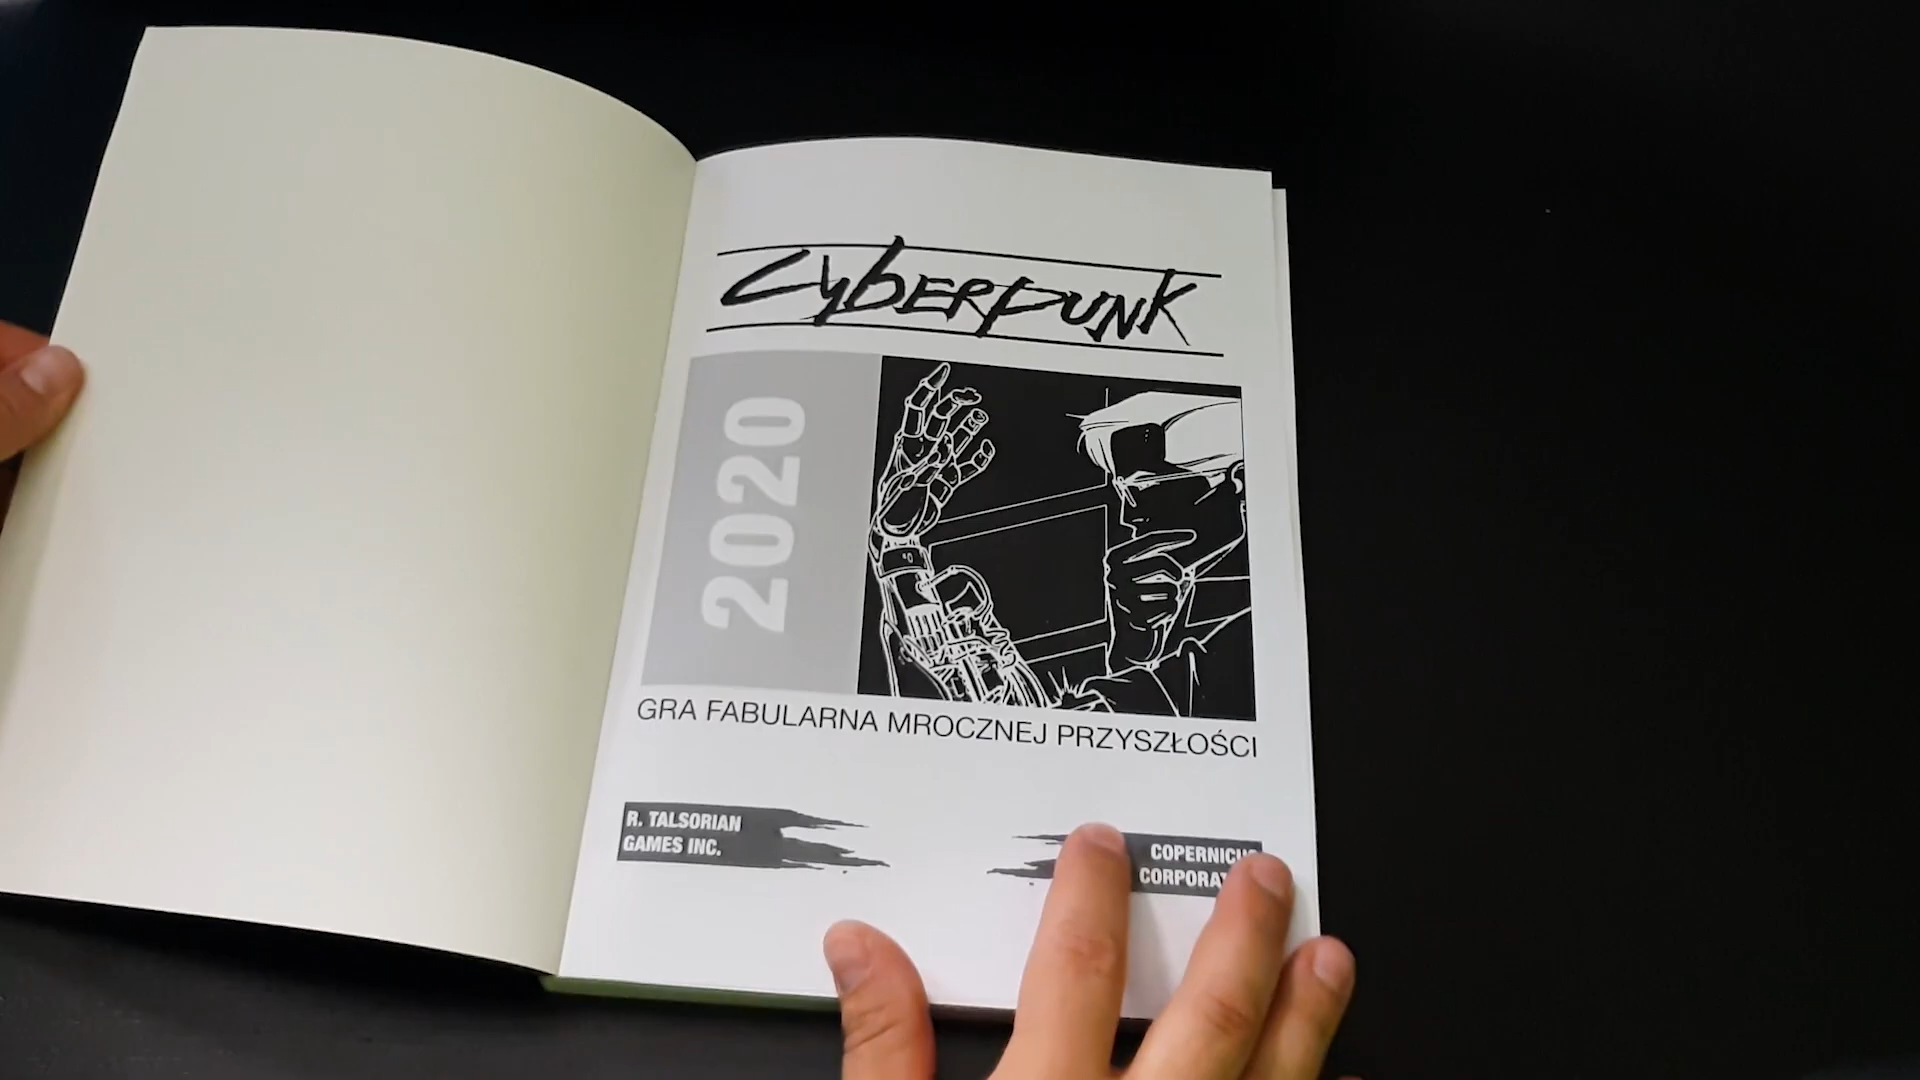 Cyberpunk
2020
GRA FABULARNA MROCZNEJ PRZYSZŁOŚCI
R. TALSORIAN
GAMES INC.